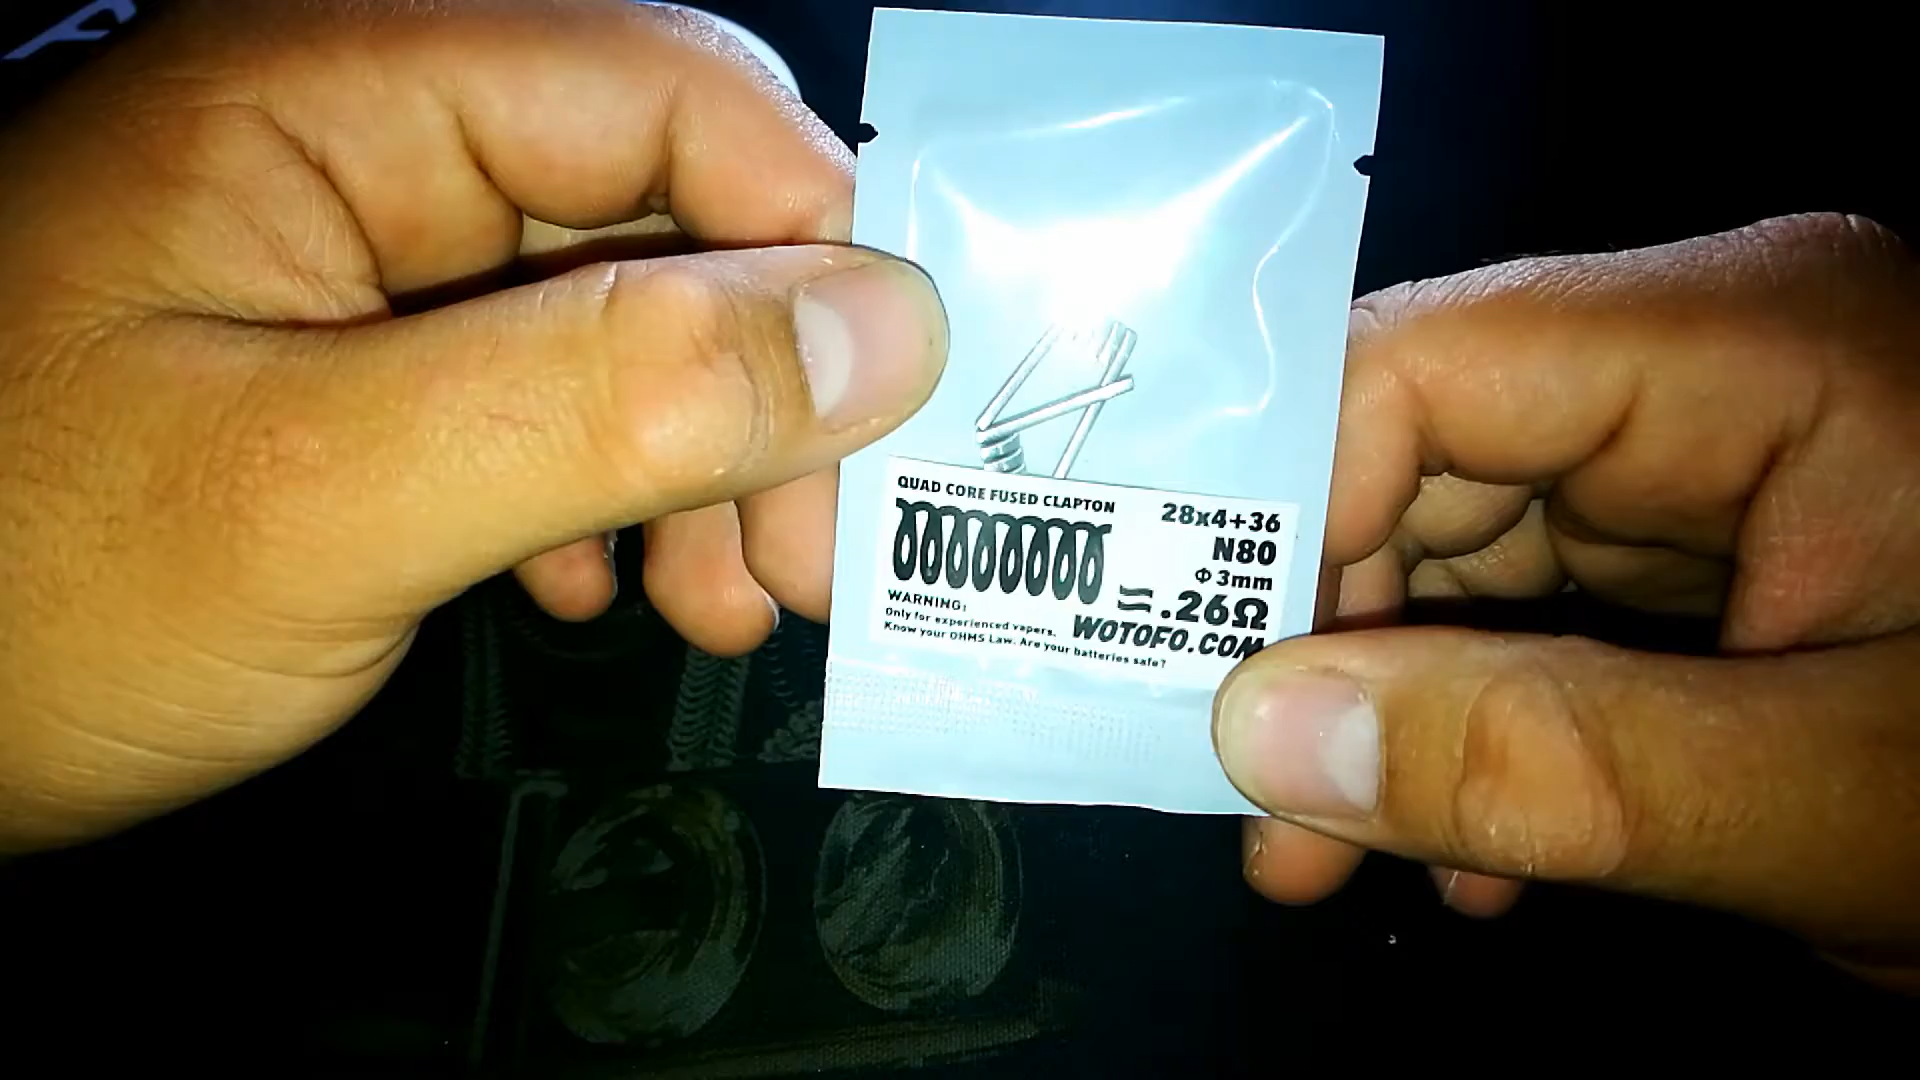 QUAD CORE FUSED CLAPTON
28x4+36
N80
Φ 3mm
≈.26Ω
WARNING:
Only for experienced vapers.
Know your OHMS Law. Are your batteries safe?
WOTOFO.COM